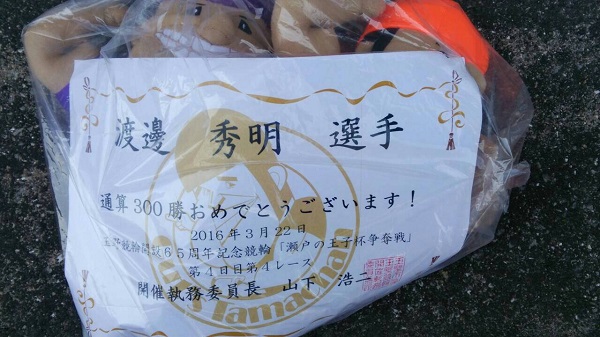 渡邊 秀明 選手
通算300勝おめでとうございます！
2016年3月22日
玉野競輪開設65周年記念競輪「瀬戸の王子杯争奪戦」
第4日目第4レース
開催執務委員長 山下 浩二
Tamachan